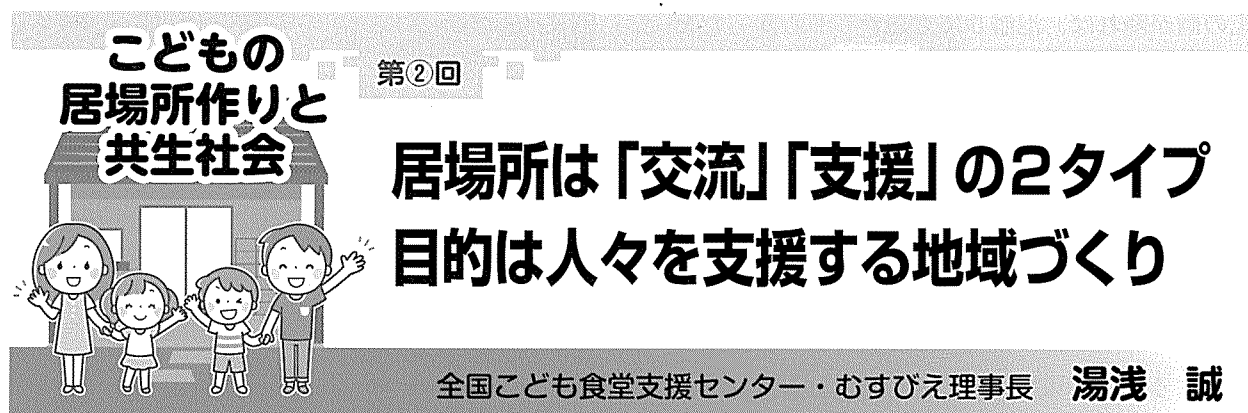 こどもの
居場所作りと
共生社会
第②回
居場所は「交流」「支援」の2タイプ
目的は人々を支援する地域づくり
全国こども食堂支援センター・むすびえ理事長 湯浅 誠